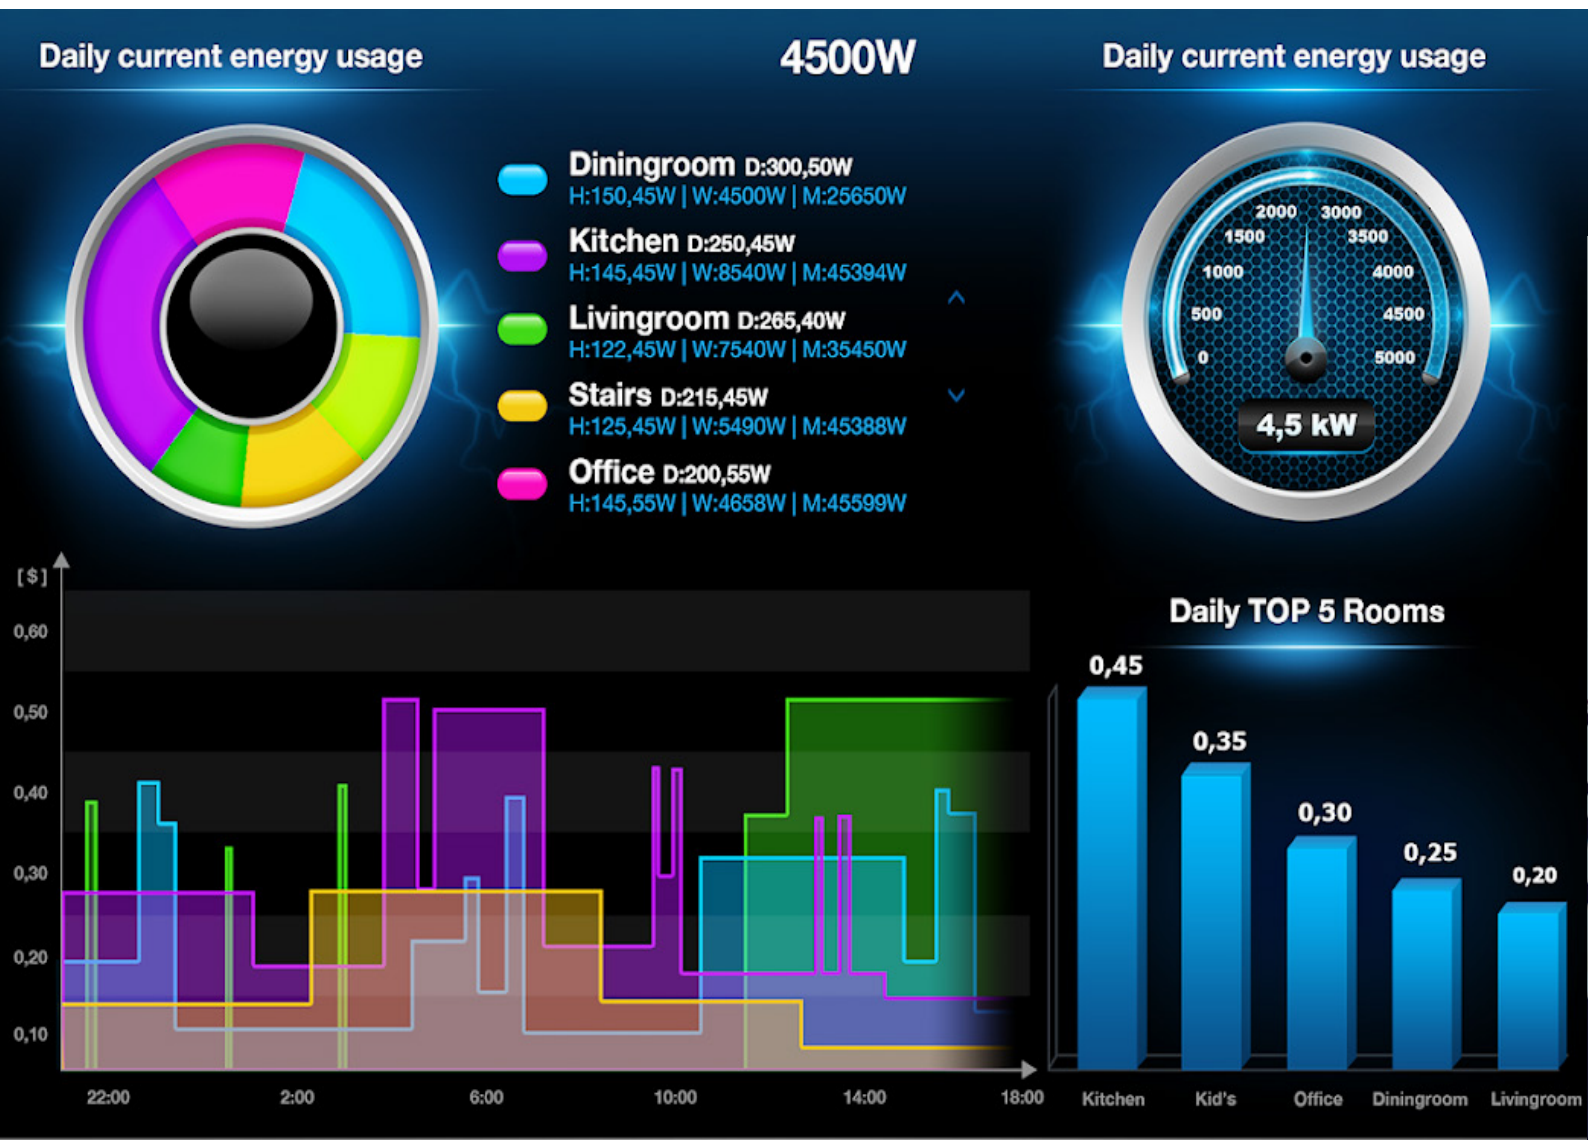 Daily current energy usage
4500W
Daily current energy usage
Diningroom D:300,50W
H:150,45W | W:4500W | M:25650W
Kitchen D:250,45W
H:145,45W | W:8540W | M:45394W
Livingroom D:265,40W
H:122,45W | W:7540W | M:35450W
Stairs D:215,45W
H:125,45W | W:5490W | M:45388W
Office D:200,55W
H:145,55W | W:4658W | M:45599W
2000 3000
1500 3500
1000 4000
500 4500
0 5000
4,5 kW
[$]
0,60
0,50
0,40
0,30
0,20
0,10
22:00 2:00 6:00 10:00 14:00 18:00
Daily TOP 5 Rooms
0,45
0,35
0,30
0,25
0,20
Kitchen Kid's Office Diningroom Livingroom